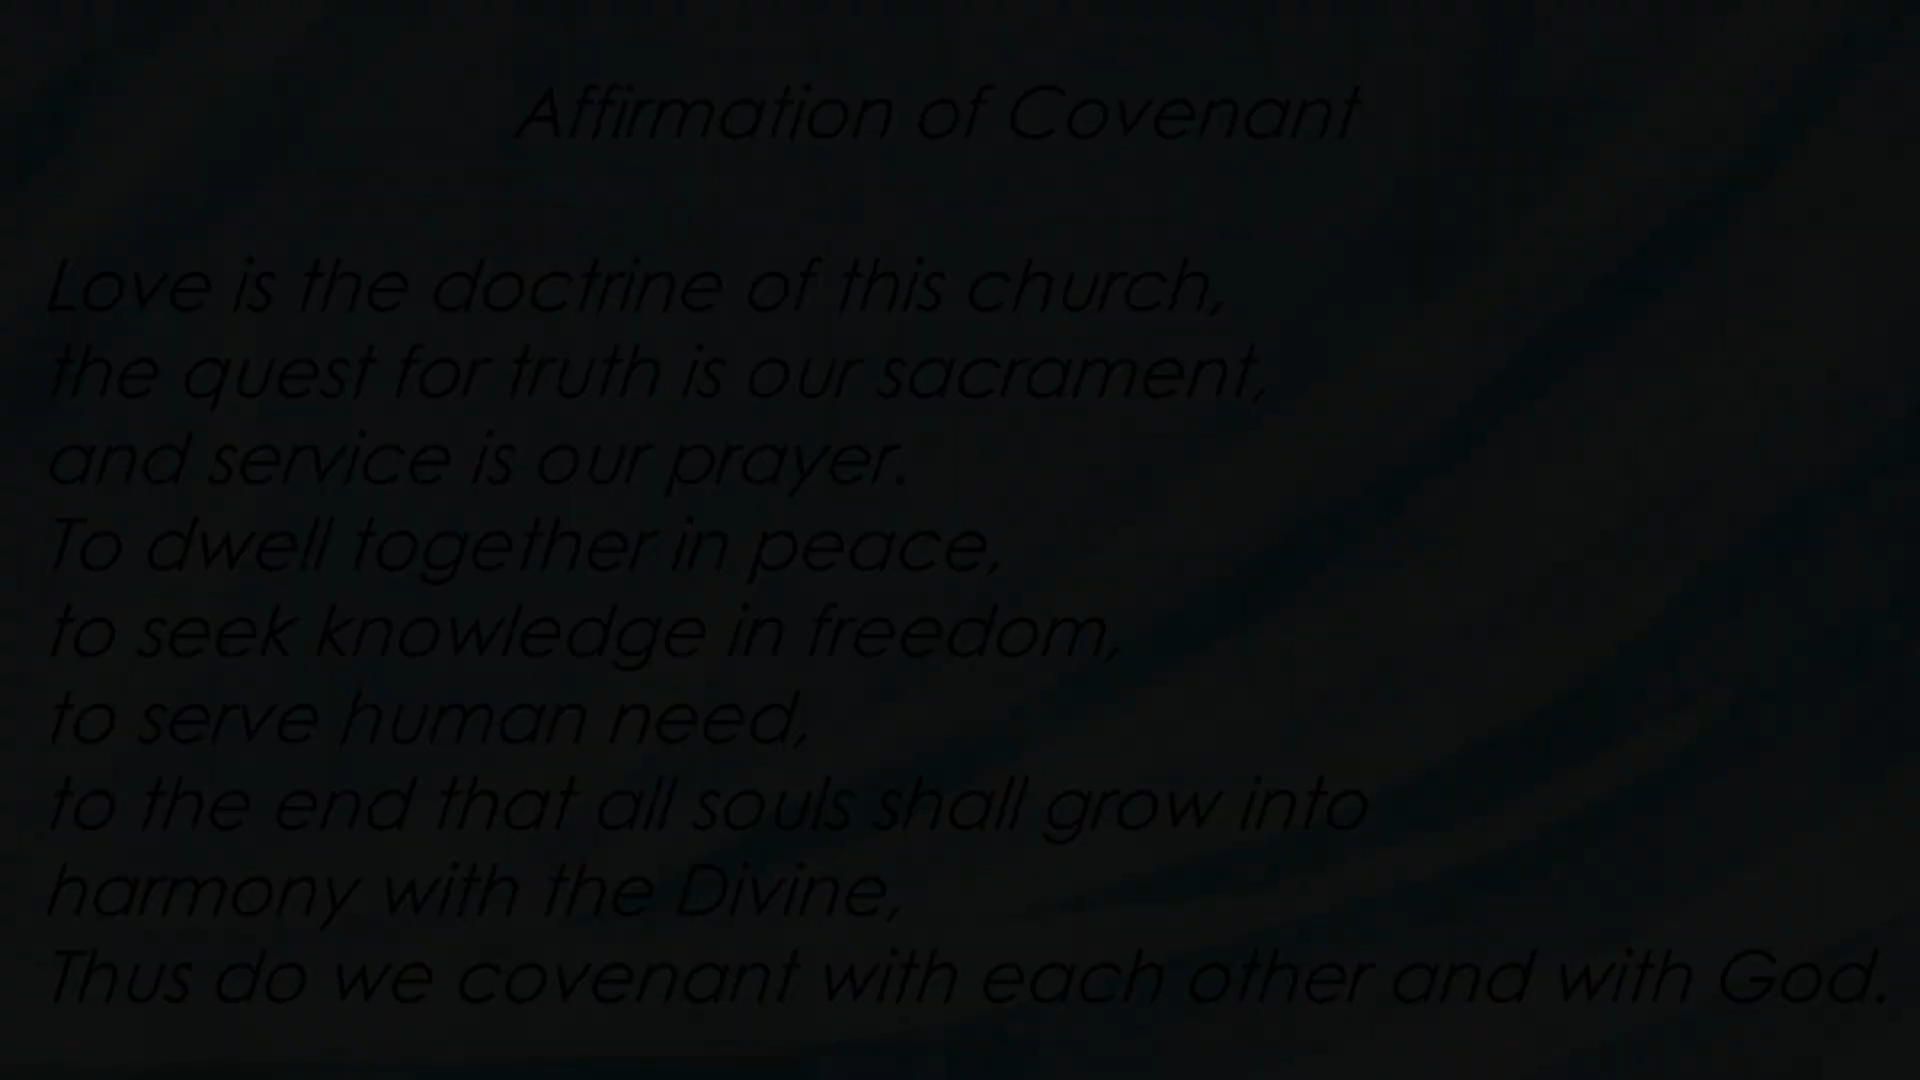 Affirmation of Covenant
Love is the doctrine of this church,
the quest for truth is our sacrament,
and service is our prayer.
To dwell together in peace,
to seek knowledge in freedom,
to serve human need,
to the end that all souls shall grow into
harmony with the Divine,
Thus do we covenant with each other and with God.